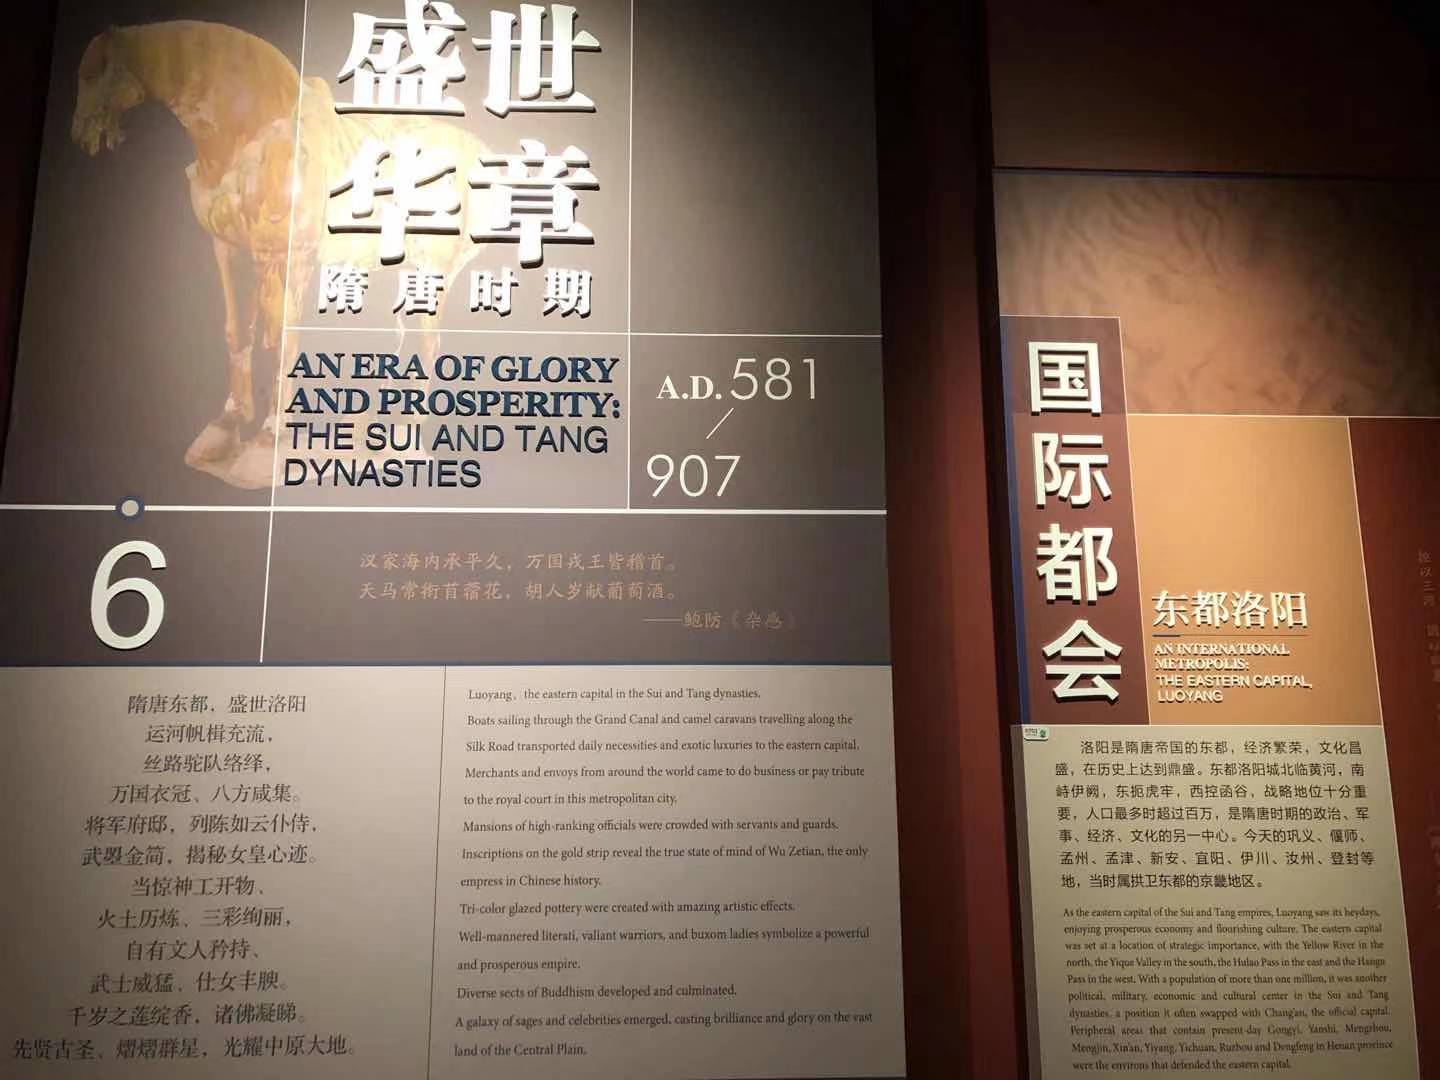 盛世
华章
隋唐时期
AN ERA OF GLORY
AND PROSPERITY:
THE SUI AND TANG
DYNASTIES
A.D. 581
/
907
6
汉家海内承平久，万国戎王皆稽首。
天马常衔苜蓿花，胡人岁献葡萄酒。
——鲍防《杂感》
隋唐东都，盛世洛阳
运河帆楫充流，
丝路驼队络绎，
万国衣冠、八方咸集。
将军府邸，列陈如云仆侍，
武曌金简，揭秘女皇心迹。
当惊神工开物、
火土历炼、三彩绚丽，
自有文人矜持、
武士威猛、仕女丰腴。
千岁之莲绽香，诸佛凝睇。
先贤古圣、熠熠群星，光耀中原大地。
Luoyang, the eastern capital in the Sui and Tang dynasties.
Boats sailing through the Grand Canal and camel caravans travelling along the
Silk Road transported daily necessities and exotic luxuries to the eastern capital.
Merchants and envoys from around the world came to do business or pay tribute
to the royal court in this metropolitan city.
Mansions of high-ranking officials were crowded with servants and guards.
Inscriptions on the gold strip reveal the true state of mind of Wu Zetian, the only
empress in Chinese history.
Tri-color glazed pottery were created with amazing artistic effects.
Well-mannered literati, valiant warriors, and buxom ladies symbolize a powerful
and prosperous empire.
Diverse sects of Buddhism developed and culminated.
A galaxy of sages and celebrities emerged, casting brilliance and glory on the vast
land of the Central Plain.
国际都会
东都洛阳
AN INTERNATIONAL
METROPOLIS:
THE EASTERN CAPITAL,
LUOYANG
洛阳是隋唐帝国的东都，经济繁荣，文化昌
盛，在历史上达到鼎盛。东都洛阳城北临黄河，南
峙伊阙，东扼虎牢，西控函谷，战略地位十分重
要，人口最多时超过百万，是隋唐时期的政治、军
事、经济、文化的另一中心。今天的巩义、偃师、
孟州、孟津、新安、宜阳、伊川、汝州、登封等
地，当时属拱卫东都的京畿地区。
As the eastern capital of the Sui and Tang empires, Luoyang saw its heydays,
enjoying prosperous economy and flourishing culture. The eastern capital
was set at a location of strategic importance, with the Yellow River in the
north, the Yique Valley in the south, the Hulao Pass in the east and the Hangu
Pass in the west. With a population of more than one million, it was another
political, military, economic and cultural center in the Sui and Tang
dynasties, a position it often swapped with Chang'an, the official capital.
Peripheral areas that contain present-day Gongyi, Yanshi, Mengzhou,
Mengjin, Xin'an, Yiyang, Yichuan, Ruzhou and Dengfeng in Henan province
were the environs that defended the eastern capital.